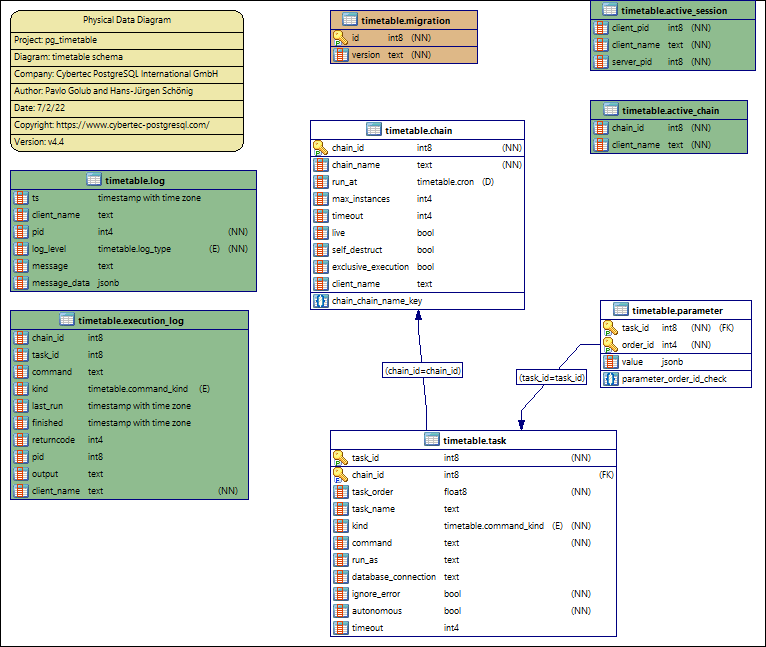 Physical Data Diagram
Project: pg_timetable
Diagram: timetable schema
Company: Cybertec PostgreSQL International GmbH
Author: Pavlo Golub and Hans-Jürgen Schönig
Date: 7/2/22
Copyright: https://www.cybertec-postgresql.com/
Version: v4.4
timetable.migration
id int8 (NN)
version text (NN)
timetable.active_session
client_pid int8 (NN)
client_name text (NN)
server_pid int8 (NN)
timetable.active_chain
chain_id int8 (NN)
client_name text (NN)
timetable.chain
chain_id int8 (NN)
chain_name text (NN)
run_at timetable.cron (D)
max_instances int4
timeout int4
live bool
self_destruct bool
exclusive_execution bool
client_name text
chain_chain_name_key
timetable.log
ts timestamp with time zone
client_name text
pid int4 (NN)
log_level timetable.log_type (E) (NN)
message text
message_data jsonb
timetable.execution_log
chain_id int8
task_id int8
command text
kind timetable.command_kind (E)
last_run timestamp with time zone
finished timestamp with time zone
returncode int4
pid int8
output text
client_name text (NN)
timetable.parameter
task_id int8 (NN) (FK)
order_id int4 (NN)
value jsonb
parameter_order_id_check
(chain_id=chain_id)
(task_id=task_id)
timetable.task
task_id int8 (NN)
chain_id int8 (FK)
task_order float8 (NN)
task_name text
kind timetable.command_kind (E) (NN)
command text (NN)
run_as text
database_connection text
ignore_error bool (NN)
autonomous bool (NN)
timeout int4